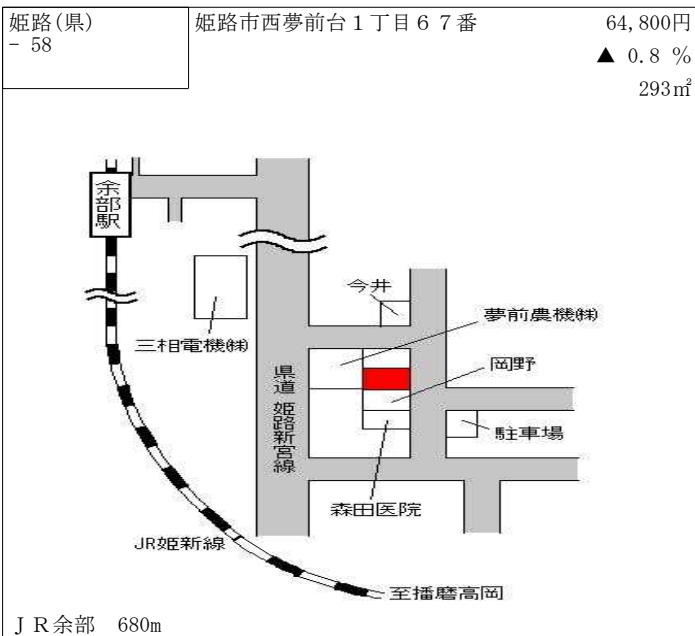 姫路(県)
- 58
姫路市西夢前台１丁目６７番
64,800円
▲ 0.8 %
293㎡
余部駅
今井
夢前農機㈱
三相電機㈱
岡野
県道 姫路新宮線
駐車場
森田医院
JR姫新線
至播磨高岡
ＪＲ余部　680m